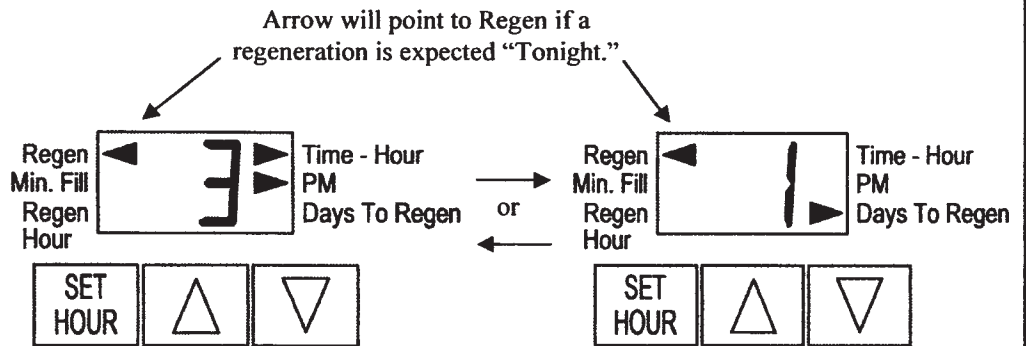 Arrow will point to Regen if a
regeneration is expected “Tonight.”
Regen 3 Time - Hour
Min. Fill PM
Regen Days To Regen
Hour
or
Regen 1 Time - Hour
Min. Fill PM
Regen Days To Regen
Hour
SET
HOUR
SET
HOUR